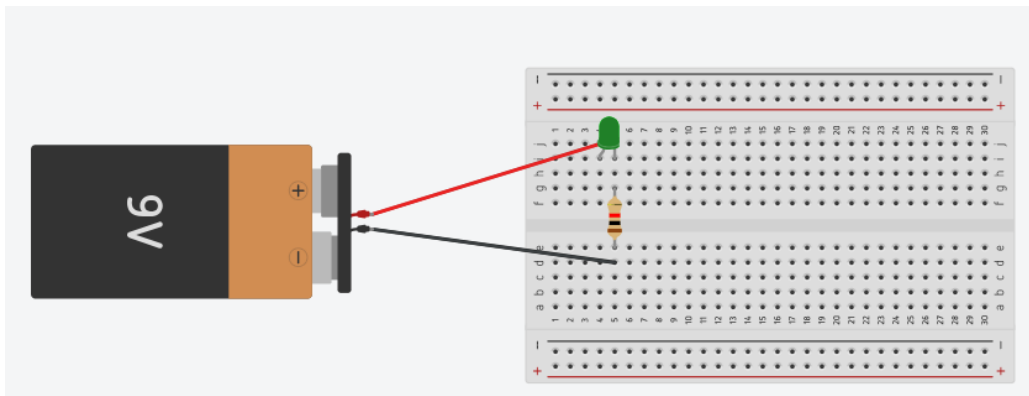 9V
+
−
− −
+ +
1 2 3 6 7 8 9 10 11 12 13 14 15 16 17 18 19 20 21 22 23 24 25 26 27 28 29 30
j j
i i
h h
g g
f f
e e
d d
c c
b b
a a
1 2 3 4 5 6 7 8 9 10 11 12 13 14 15 16 17 18 19 20 21 22 23 24 25 26 27 28 29 30
− −
+ +